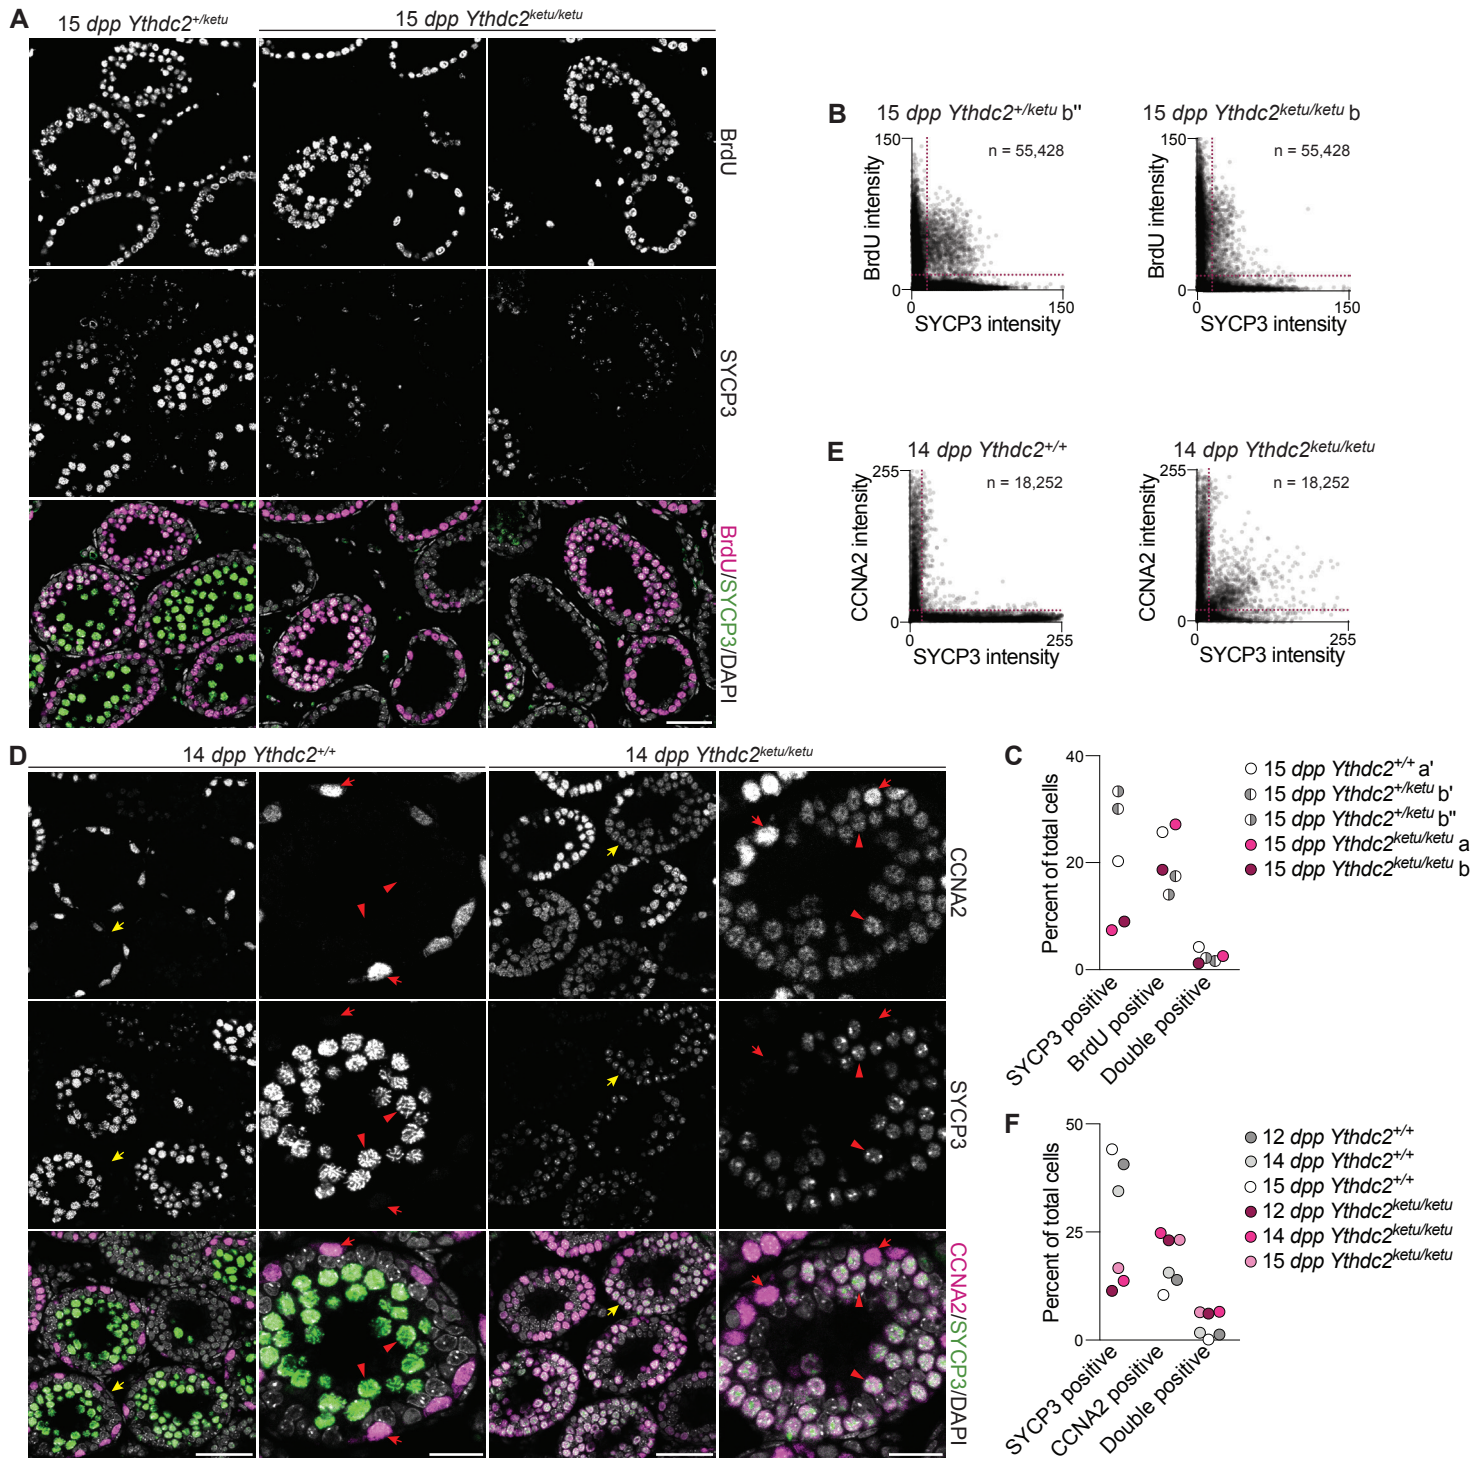 A
15 dpp Ythdc2+/ketu
15 dpp Ythdc2ketu/ketu
BrdU
SYCP3
BrdU/SYCP3/DAPI
B
15 dpp Ythdc2+/ketu b"
n = 55,428
150
0
BrdU intensity
0
150
SYCP3 intensity
15 dpp Ythdc2ketu/ketu b
n = 55,428
150
0
BrdU intensity
0
150
SYCP3 intensity
E
14 dpp Ythdc2+/+
n = 18,252
255
0
CCNA2 intensity
0
255
SYCP3 intensity
14 dpp Ythdc2ketu/ketu
n = 18,252
255
0
CCNA2 intensity
0
255
SYCP3 intensity
D
14 dpp Ythdc2+/+
14 dpp Ythdc2ketu/ketu
CCNA2
SYCP3
CCNA2/SYCP3/DAPI
C
40
20
0
Percent of total cells
SYCP3 positive
BrdU positive
Double positive
15 dpp Ythdc2+/+ a'
15 dpp Ythdc2+/ketu b'
15 dpp Ythdc2+/ketu b"
15 dpp Ythdc2ketu/ketu a
15 dpp Ythdc2ketu/ketu b
F
50
25
0
Percent of total cells
SYCP3 positive
CCNA2 positive
Double positive
12 dpp Ythdc2+/+
14 dpp Ythdc2+/+
15 dpp Ythdc2+/+
12 dpp Ythdc2ketu/ketu
14 dpp Ythdc2ketu/ketu
15 dpp Ythdc2ketu/ketu